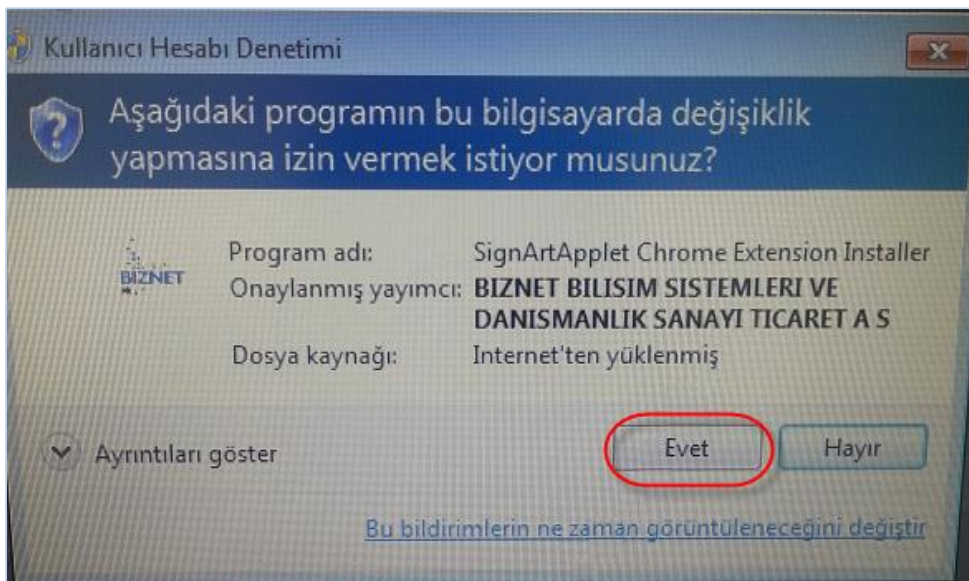 Kullanıcı Hesabı Denetimi
Aşağıdaki programın bu bilgisayarda değişiklik
yapmasına izin vermek istiyor musunuz?
BIZNET
Program adı: SignArtApplet Chrome Extension Installer
Onaylanmış yayımcı: BIZNET BILISIM SISTEMLERI VE
DANISMANLIK SANAYI TICARET A S
Dosya kaynağı: Internet'ten yüklenmiş
Ayrıntıları göster
Evet
Hayır
Bu bildirimlerin ne zaman görüntüleneceğini değiştir